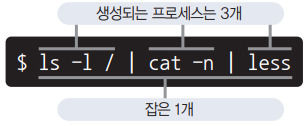 생성되는 프로세스는 3개
$ ls -l / | cat -n | less
잡은 1개